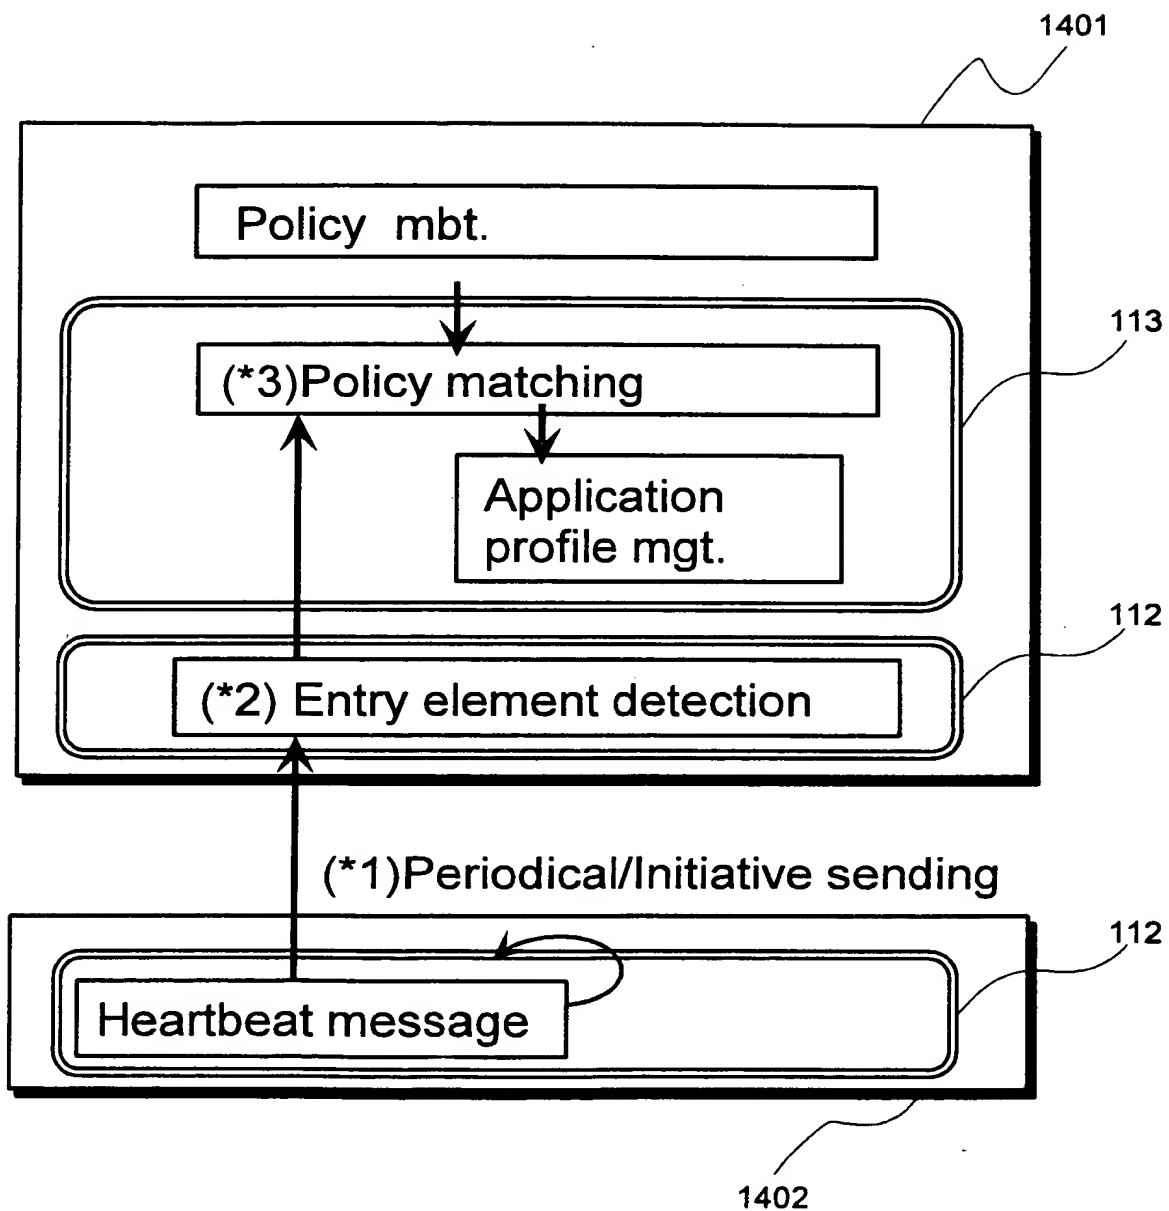 1401
Policy mbt.
113
(*3)Policy matching
Application
profile mgt.
112
(*2) Entry element detection
(*1)Periodical/Initiative sending
112
Heartbeat message
1402